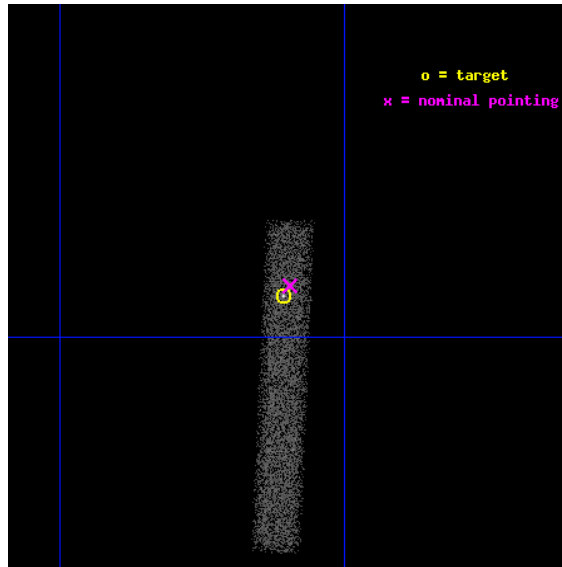 o = target
x = nominal pointing